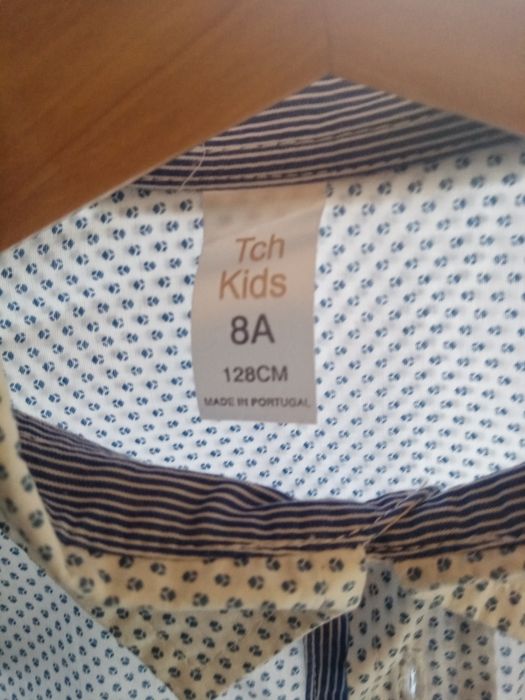 Tch
Kids
8A
128CM
MADE IN PORTUGAL